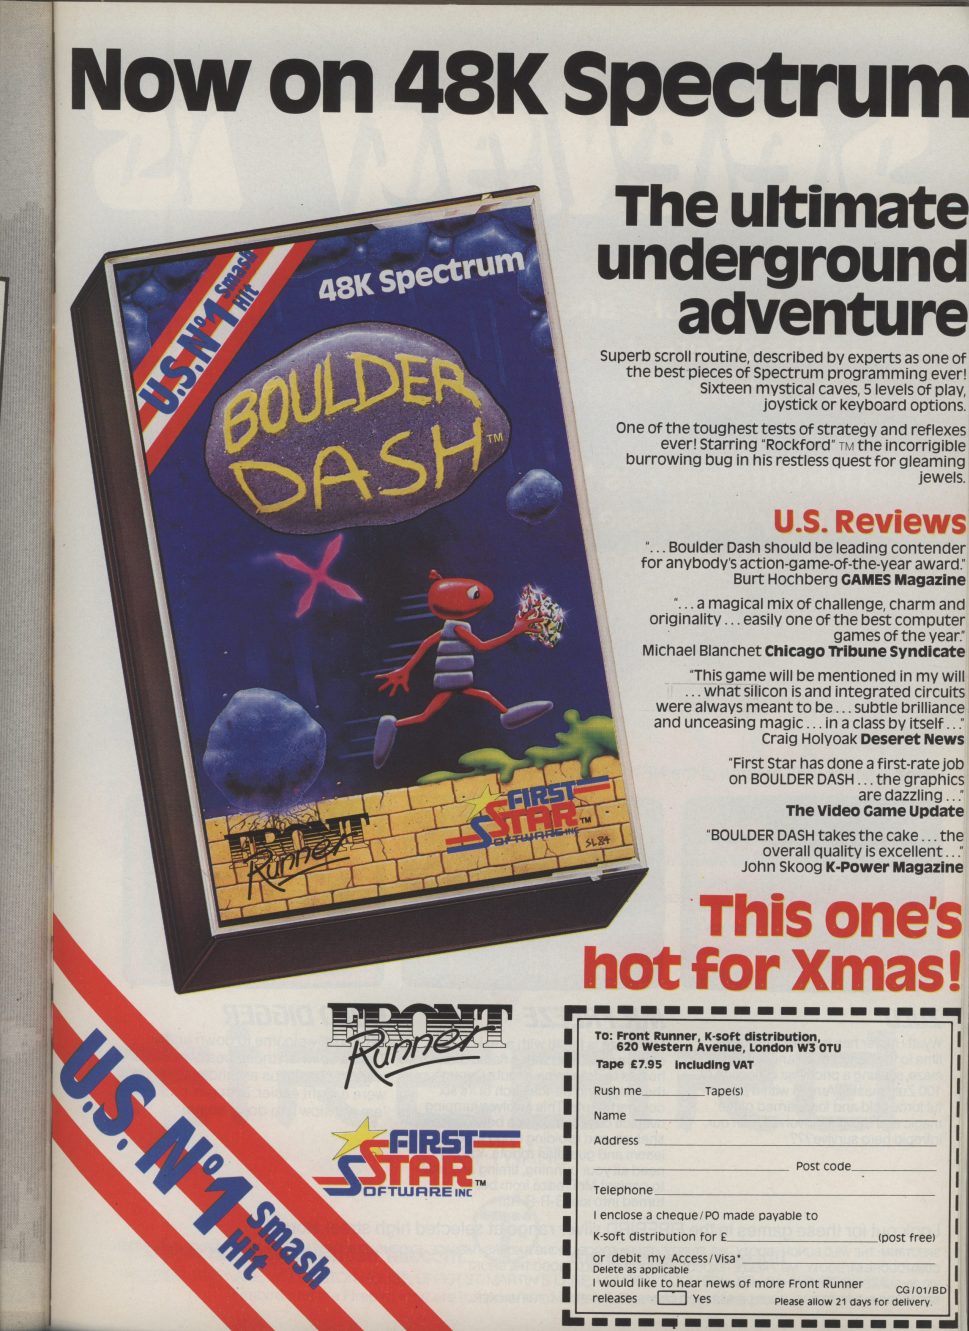 Now on 48K Spectrum
The ultimate
underground
adventure
Superb scroll routine, described by experts as one of
the best pieces of Spectrum programming ever!
Sixteen mystical caves, 5 levels of play,
joystick or keyboard options.
One of the toughest tests of strategy and reflexes
ever! Starring "Rockford" TM the incorrigible
burrowing bug in his restless quest for gleaming
jewels.
U.S. Reviews
"... Boulder Dash should be leading contender
for anybody's action-game-of-the-year award."
Burt Hochberg GAMES Magazine
"... a magical mix of challenge, charm and
originality ... easily one of the best computer
games of the year."
Michael Blanchet Chicago Tribune Syndicate
"This game will be mentioned in my will
... what silicon is and integrated circuits
were always meant to be ... subtle brilliance
and unceasing magic ... in a class by itself ..."
Craig Holyoak Deseret News
"First Star has done a first-rate job
on BOULDER DASH ... the graphics
are dazzling ..."
The Video Game Update
"BOULDER DASH takes the cake ... the
overall quality is excellent ..."
John Skoog K-Power Magazine
This one's
hot for Xmas!
U.S. Nº1 Smash
Hit
48K Spectrum
BOULDER
DASH™
FRONT
Runner
FIRST
STAR™
SOFTWARE INC
SL84
U.S. Nº1 Smash
Hit
FRONT
Runner
FIRST
STAR™
SOFTWARE INC
To: Front Runner, K-soft distribution,
620 Western Avenue, London W3 0TU
Tape £7.95 including VAT
Rush me Tape(s)
Name
Address
Post code
Telephone
I enclose a cheque/PO made payable to
K-soft distribution for £ (post free)
or debit my Access/Visa*
Delete as applicable
I would like to hear news of more Front Runner
releases Yes
CG/01/BD
Please allow 21 days for delivery.